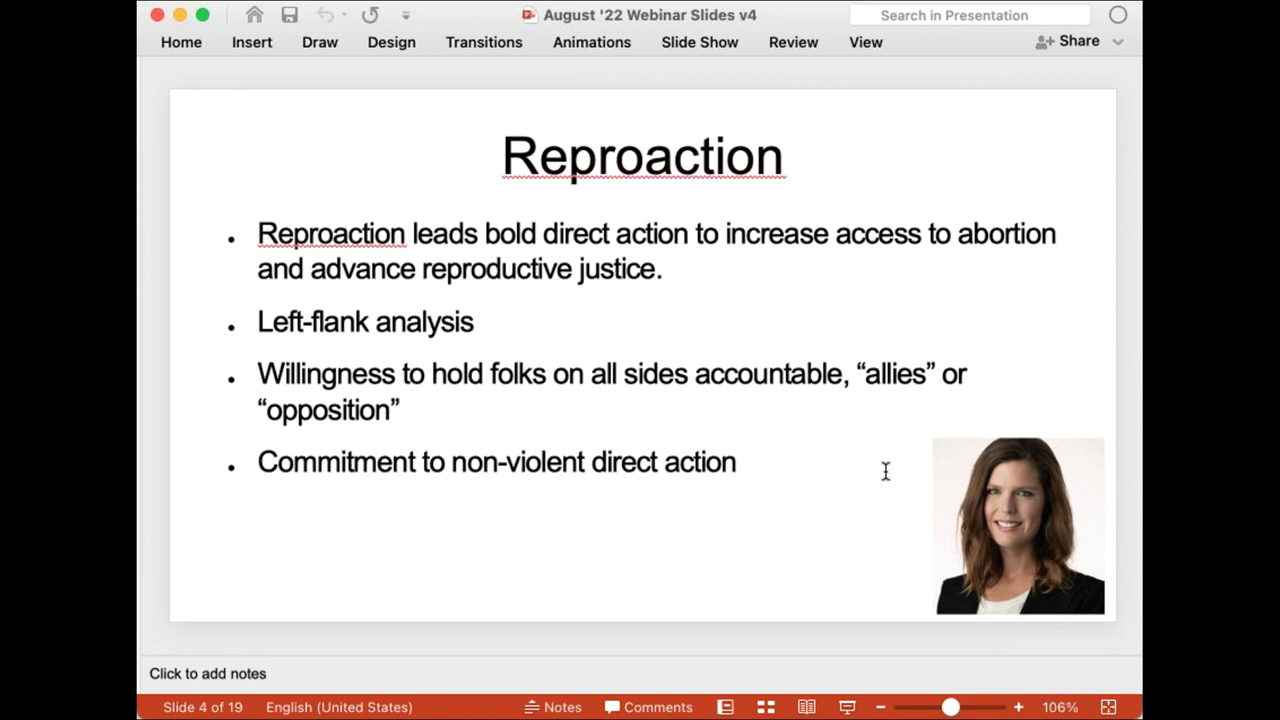 August '22 Webinar Slides v4
Search in Presentation
Home Insert Draw Design Transitions Animations Slide Show Review View Share
Reproaction
• Reproaction leads bold direct action to increase access to abortion
and advance reproductive justice.
• Left-flank analysis
• Willingness to hold folks on all sides accountable, “allies” or
“opposition”
• Commitment to non-violent direct action
Click to add notes
Slide 4 of 19 English (United States) Notes Comments 106%